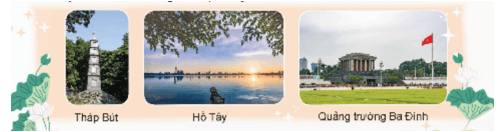 Tháp Bút
Hồ Tây
Quảng trường Ba Đình